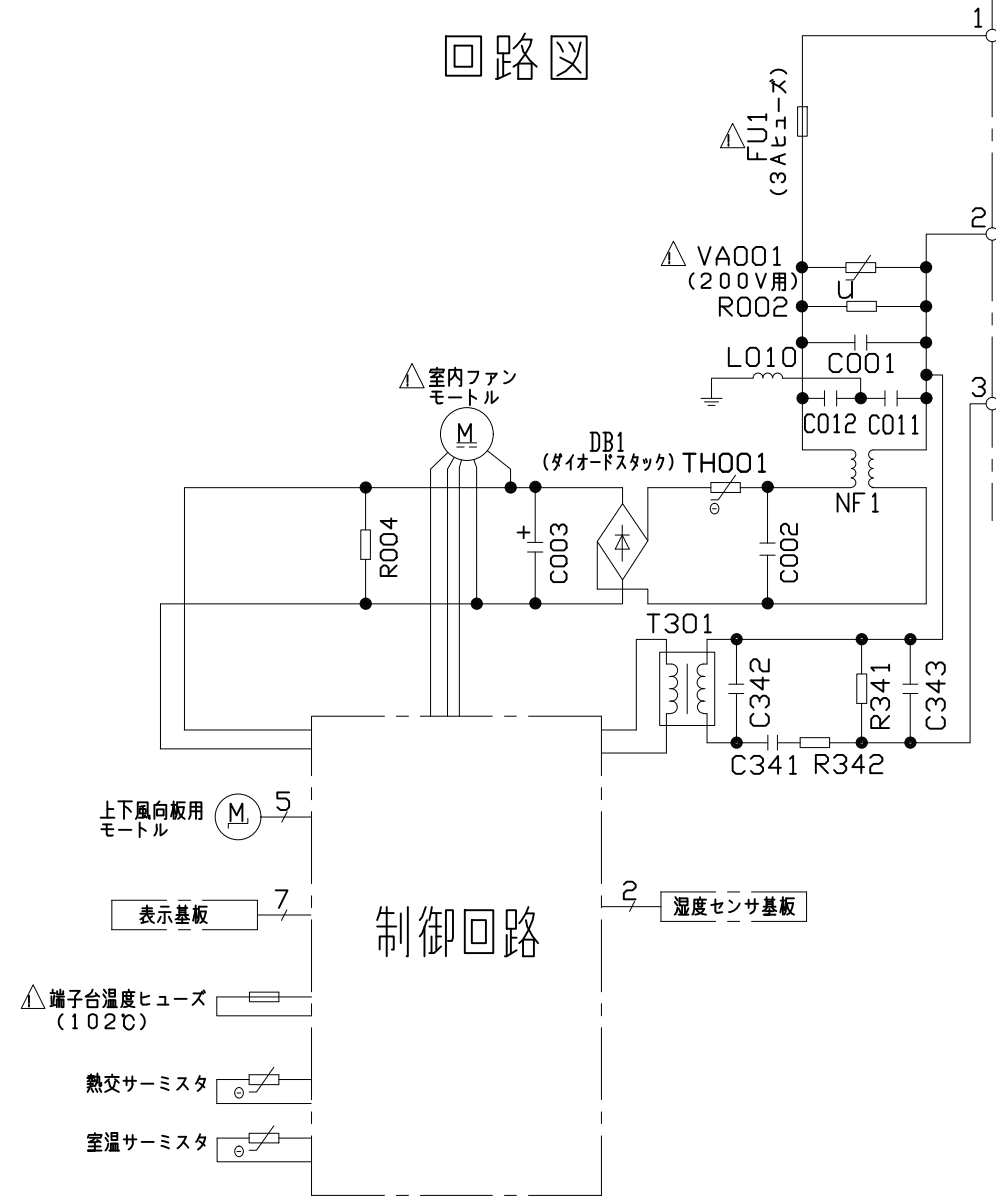 回路図
1
FU1
(3Aヒューズ)
2
VA001
(200V用)
u
R002
L010
C001
3
C012
C011
室内ファン
モートル
M
DB1
(ダイオードスタック)
TH001
NF1
R004
+
C003
C002
T301
C342
R341
C343
C341
R342
上下風向板用
モートル
M
5
表示基板
7
制御回路
2
湿度センサ基板
端子台温度ヒューズ
(102℃)
熱交サーミスタ
室温サーミスタ